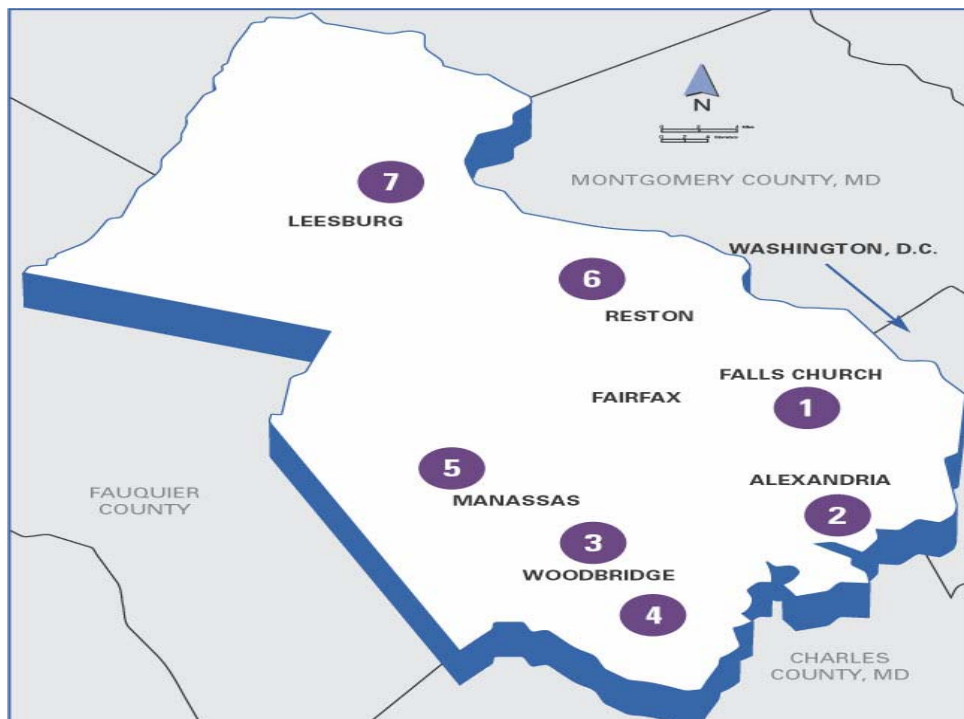 N
MONTGOMERY COUNTY, MD
7
LEESBURG
WASHINGTON, D.C.
6
RESTON
FALLS CHURCH
FAIRFAX
1
5
MANASSAS
FAUQUIER
COUNTY
ALEXANDRIA
2
3
WOODBRIDGE
4
CHARLES
COUNTY, MD